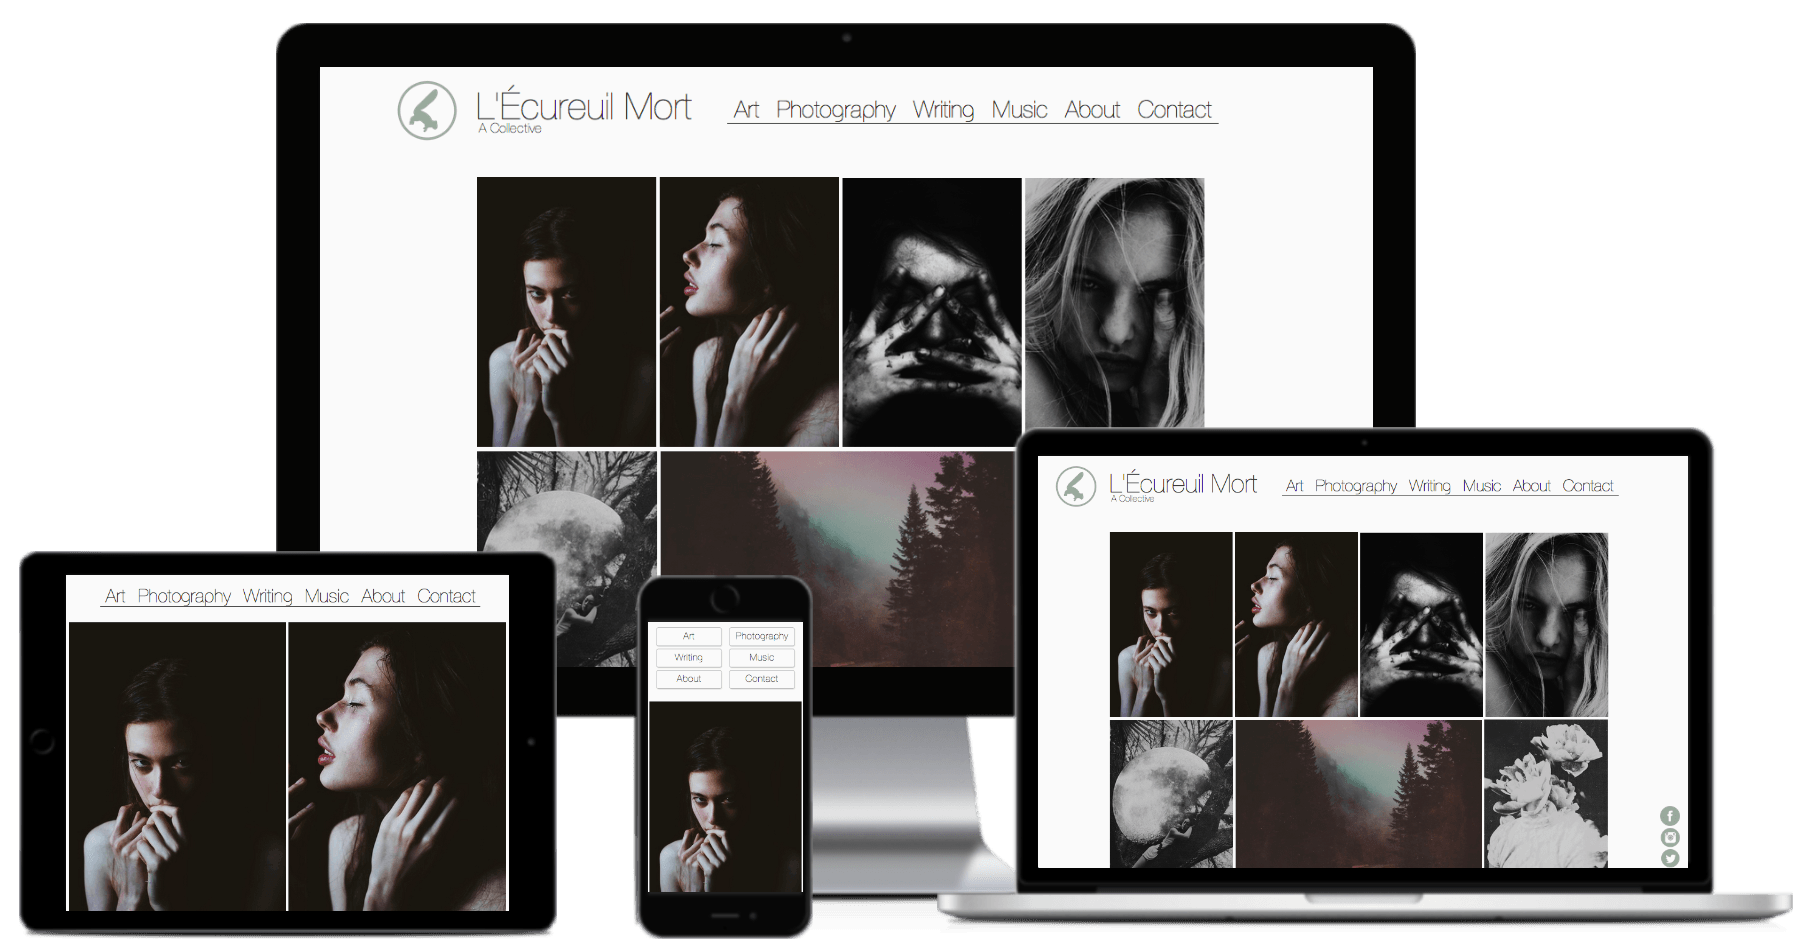 L'Écureuil Mort
A Collective
Art Photography Writing Music About Contact
L'Écureuil Mort
A Collective
Art Photography Writing Music About Contact
Art Photography Writing Music About Contact
Art Photography
Writing Music
About Contact